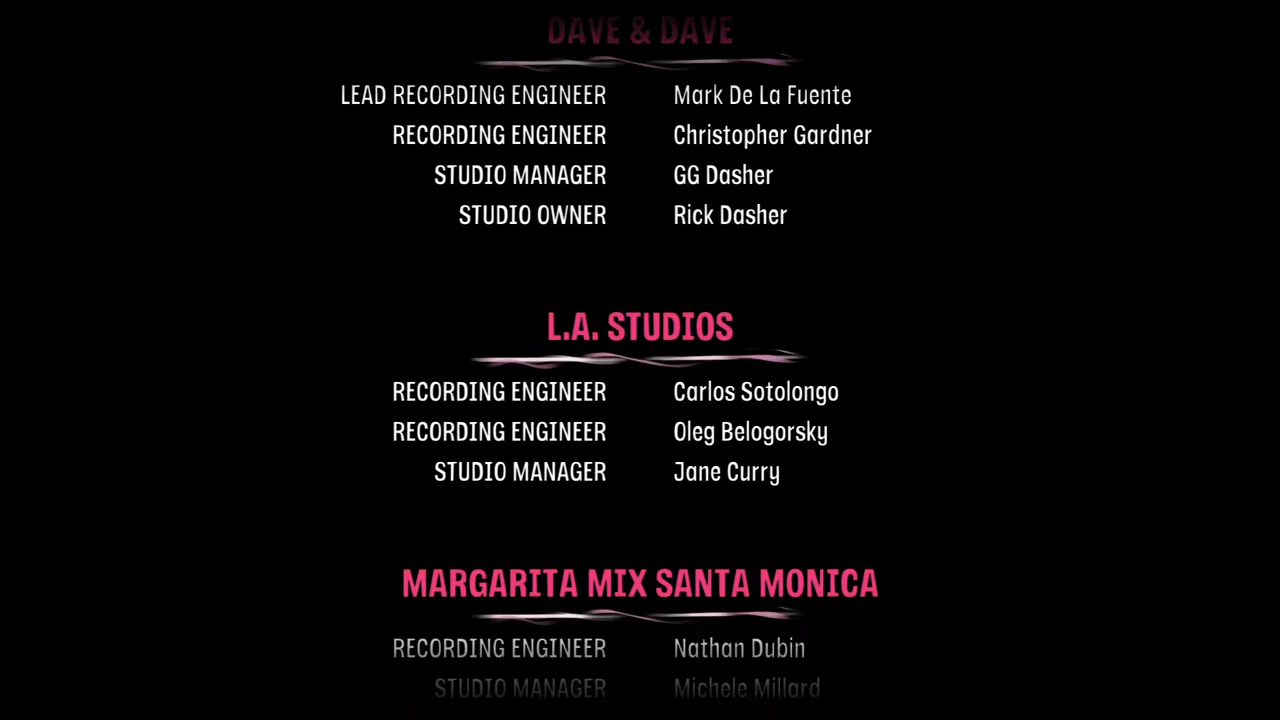 DAVE & DAVE
LEAD RECORDING ENGINEER Mark De La Fuente
RECORDING ENGINEER Christopher Gardner
STUDIO MANAGER GG Dasher
STUDIO OWNER Rick Dasher
L.A. STUDIOS
RECORDING ENGINEER Carlos Sotolongo
RECORDING ENGINEER Oleg Belogorsky
STUDIO MANAGER Jane Curry
MARGARITA MIX SANTA MONICA
RECORDING ENGINEER Nathan Dubin
STUDIO MANAGER Michele Millard